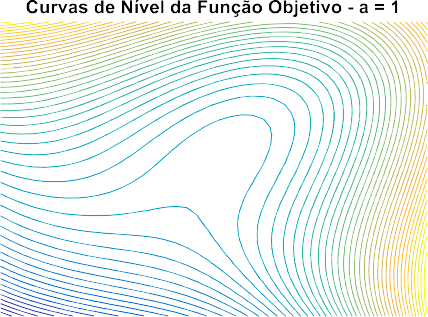 Curvas de Nível da Função Objetivo - a = 1